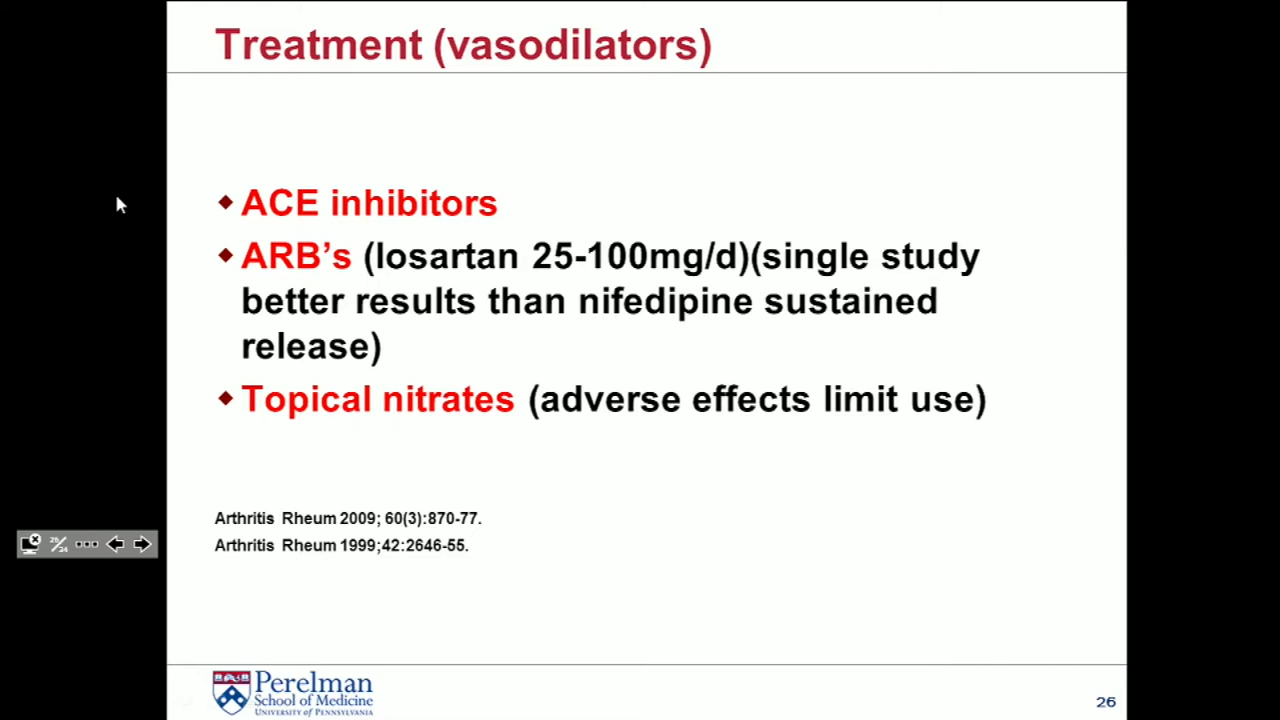 Treatment (vasodilators)
ACE inhibitors
ARB’s (losartan 25-100mg/d)(single study
better results than nifedipine sustained
release)
Topical nitrates (adverse effects limit use)
Arthritis Rheum 2009; 60(3):870-77.
Arthritis Rheum 1999;42:2646-55.
Perelman
School of Medicine
University of Pennsylvania
26